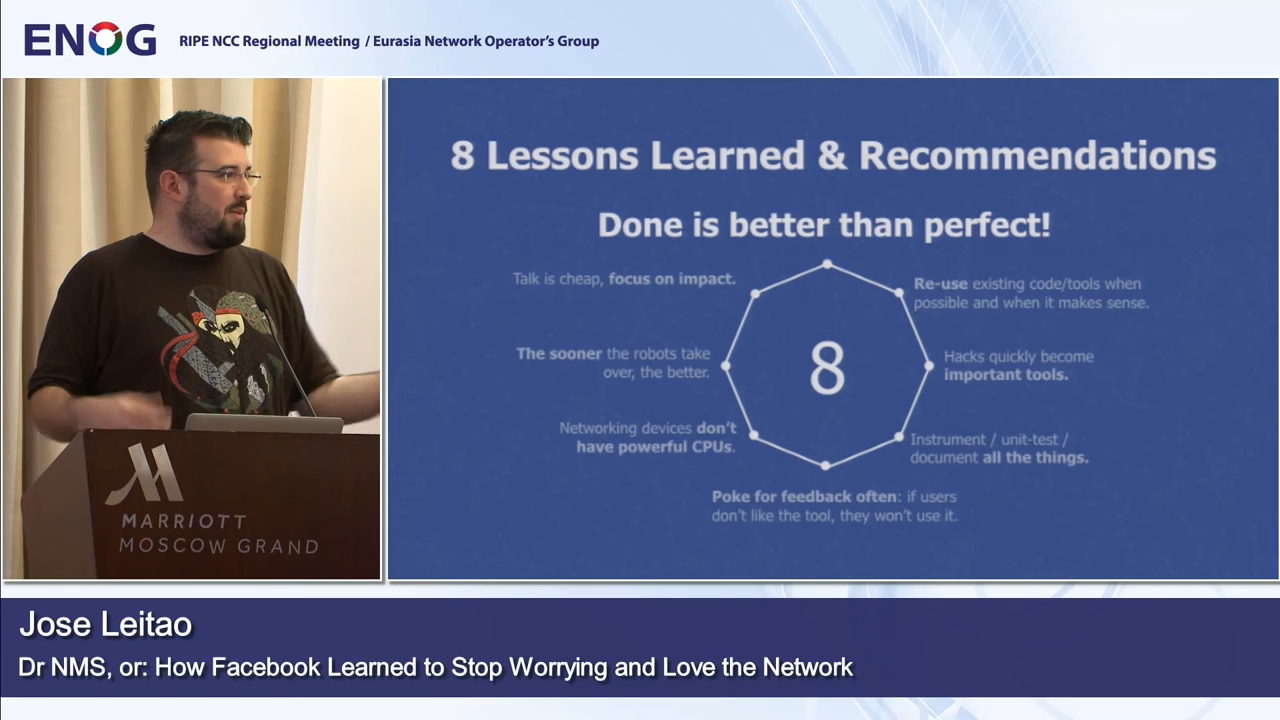 ENOG
RIPE NCC Regional Meeting / Eurasia Network Operator's Group
8 Lessons Learned & Recommendations
Done is better than perfect!
Talk is cheap, focus on impact.
Re-use existing code/tools when
possible and when it makes sense.
The sooner the robots take
over, the better.
8
Hacks quickly become
important tools.
Networking devices don't
have powerful CPUs.
Instrument / unit-test /
document all the things.
Poke for feedback often: if users
don't like the tool, they won't use it.
MARRIOTT
MOSCOW GRAND
Jose Leitao
Dr NMS, or: How Facebook Learned to Stop Worrying and Love the Network